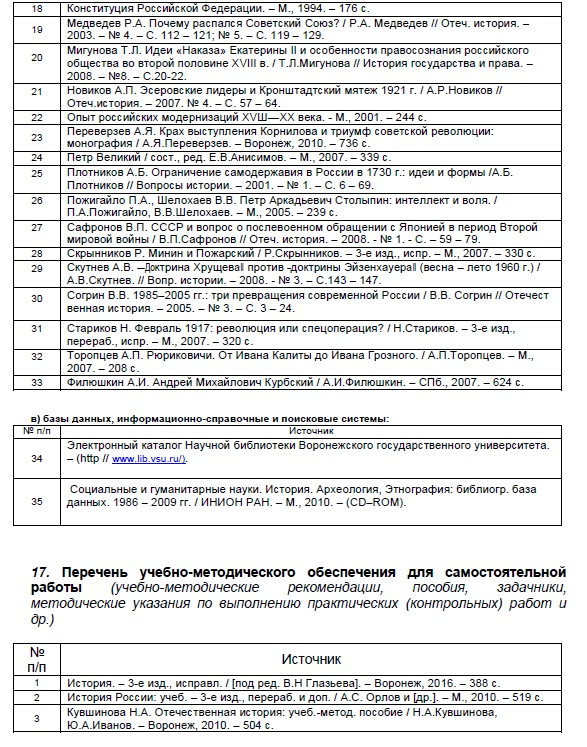 18 Конституция Российской Федерации. – М., 1994. – 176 с.
19 Медведев Р.А. Почему распался Советский Союз? / Р.А. Медведев // Отеч. история. –
2003. – № 4. – С. 112 – 121; № 5. – С. 119 – 129.
20 Мигунова Т.Л. Идеи «Наказа» Екатерины II и особенности правосознания российского
общества во второй половине XVIII в. / Т.Л.Мигунова // История государства и права. –
2008. – №8. – С.20-22.
21 Новиков А.П. Эсеровские лидеры и Кронштадтский мятеж 1921 г. / А.Р.Новиков //
Отеч.история. – 2007. № 4. – С. 57 – 64.
22 Опыт российских модернизаций XVШ—XX века. - М., 2001. – 244 с.
23 Переверзев А.Я. Крах выступления Корнилова и триумф советской революции:
монография / А.Я.Переверзев. – Воронеж, 2010. – 736 с.
24 Петр Великий / сост., ред. Е.В.Анисимов. – М., 2007. – 339 с.
25 Плотников А.Б. Ограничение самодержавия в России в 1730 г.: идеи и формы /А.Б.
Плотников // Вопросы истории. – 2001. – № 1. – С. 6 – 69.
26 Пожигайло П.А., Шелохаев В.В. Петр Аркадьевич Столыпин: интеллект и воля. /
П.А.Пожигайло, В.В.Шелохаев. – М., 2005. – 239 с.
27 Сафронов В.П. СССР и вопрос о послевоенном обращении с Японией в период Второй
мировой войны / В.П.Сафронов // Отеч. история. – 2008. - № 1. - С. – 59 – 79.
28 Скрынников Р. Минин и Пожарский / Р.Скрынников. – 3-е изд., испр. – М., 2007. – 330 с.
29 Скутнев А.В. ―Доктрина Хрущева‖ против ―доктрины Эйзенхауера‖ (весна – лето 1960 г.) /
А.В.Скутнев. // Вопр. истории. – 2008. - № 3. – С.143 – 147.
30 Согрин В.В. 1985–2005 гг.: три превращения современной России / В.В. Согрин // Отечест
венная история. – 2005. – № 3. – С. 3 – 24.
31 Стариков Н. Февраль 1917: революция или спецоперация? / Н.Стариков. – 3-е изд.,
перераб., испр. – М., 2007. – 320 с.
32 Торопцев А.П. Рюриковичи. От Ивана Калиты до Ивана Грозного. / А.П.Торопцев. – М.,
2007. – 208 с.
33 Филюшкин А.И. Андрей Михайлович Курбский / А.И.Филюшкин. – СПб., 2007. – 624 с.
в) базы данных, информационно-справочные и поисковые системы:
№ п/п Источник
34 Электронный каталог Научной библиотеки Воронежского государственного университета.
– (http // www.lib.vsu.ru/).
35 Социальные и гуманитарные науки. История. Археология, Этнография: библиогр. база
данных. 1986 – 2009 гг. / ИНИОН РАН. – М., 2010. – (CD–ROM).
17. Перечень учебно-методического обеспечения для самостоятельной
работы (учебно-методические рекомендации, пособия, задачники,
методические указания по выполнению практических (контрольных) работ и
др.)
№
п/п Источник
1 История. – 3-е изд., исправл. / [под ред. В.Н Глазьева]. – Воронеж, 2016. – 388 с.
2 История России: учеб. – 3-е изд., перераб. и доп. / А.С. Орлов и [др.]. – М., 2010. – 519 с.
3 Кувшинова Н.А. Отечественная история: учеб.-метод. пособие / Н.А.Кувшинова,
Ю.А.Иванов. – Воронеж, 2010. – 504 с.